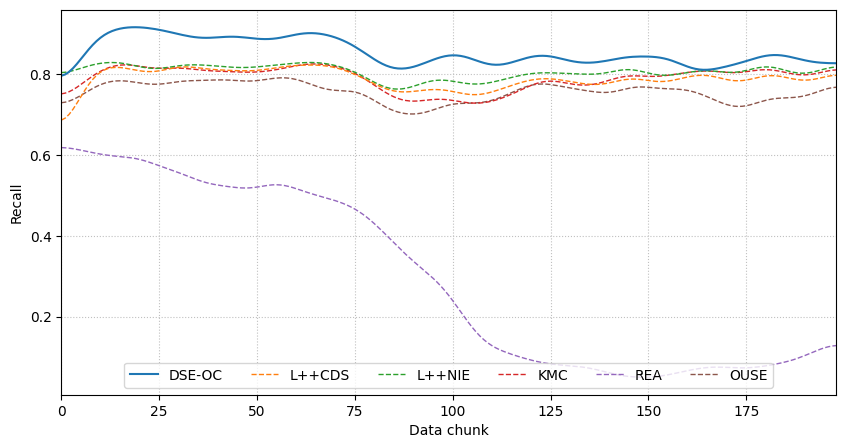 Recall
0.8
0.6
0.4
0.2
DSE-OC L++CDS L++NIE KMC REA OUSE
0 25 50 75 100 125 150 175
Data chunk